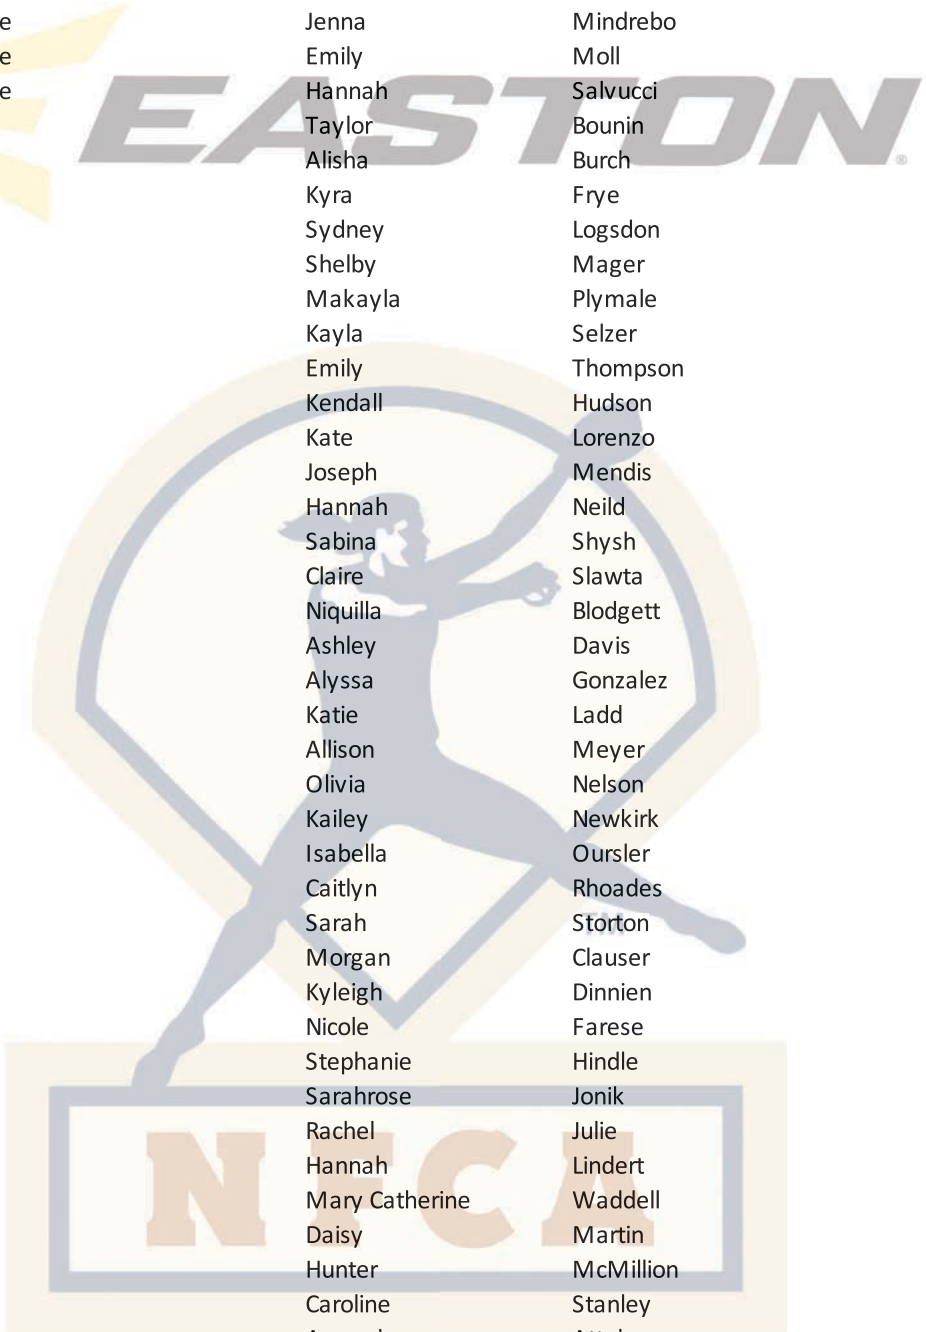 e Jenna Mindrebo
e Emily Moll
e Hannah Salvucci
EASTON®
Taylor Bounin
Alisha Burch
Kyra Frye
Sydney Logsdon
Shelby Mager
Makayla Plymale
Kayla Selzer
Emily Thompson
Kendall Hudson
Kate Lorenzo
Joseph Mendis
Hannah Neild
Sabina Shysh
Claire Slawta
Niquilla Blodgett
Ashley Davis
Alyssa Gonzalez
Katie Ladd
Allison Meyer
Olivia Nelson
Kailey Newkirk
Isabella Oursler
Caitlyn Rhoades
Sarah Storton
TM
Morgan Clauser
Kyleigh Dinnien
Nicole Farese
Stephanie Hindle
Sarahrose Jonik
Rachel Julie
Hannah Lindert
Mary Catherine Waddell
NFCA
Daisy Martin
Hunter McMillion
Caroline Stanley